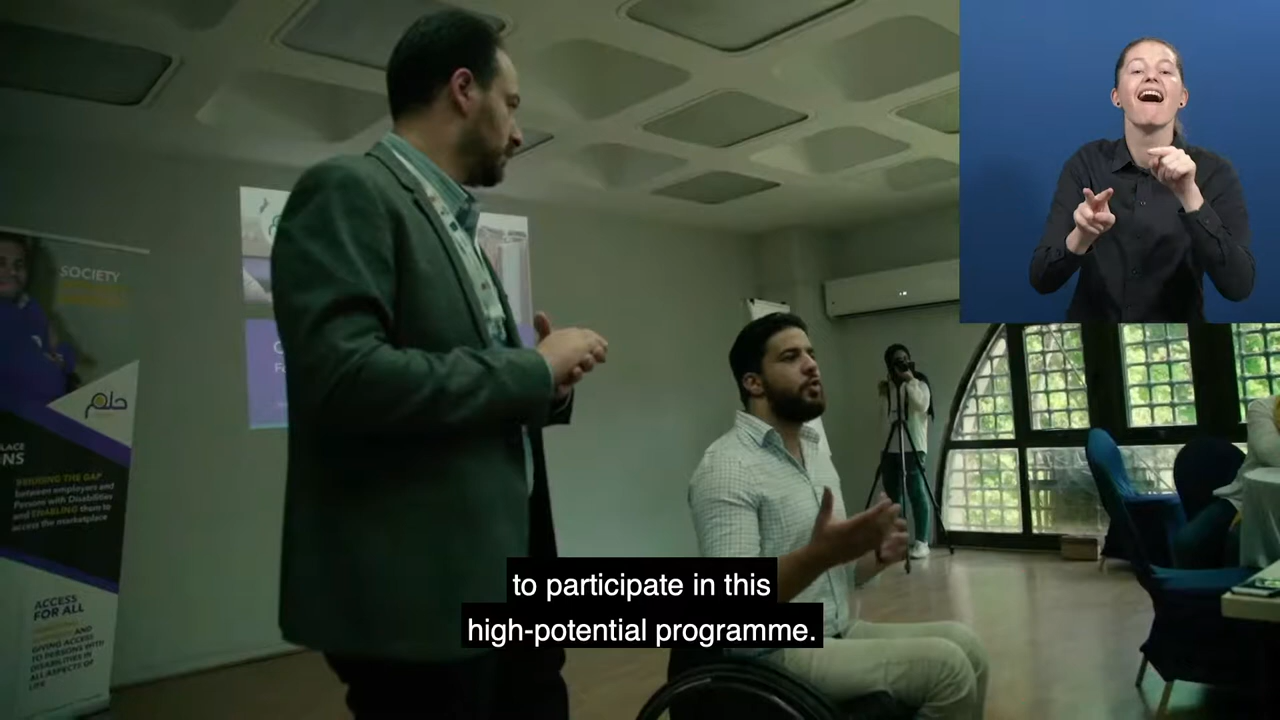 SOCIETY
حلم
BRIDGING THE GAP
between employers and
Persons with Disabilities
and ENABLING them to
access the marketplace
ACCESS
FOR ALL
AND
GIVING ACCESS
TO PERSONS WITH
DISABILITIES IN
ALL ASPECTS OF
LIFE
to participate in this
high-potential programme.